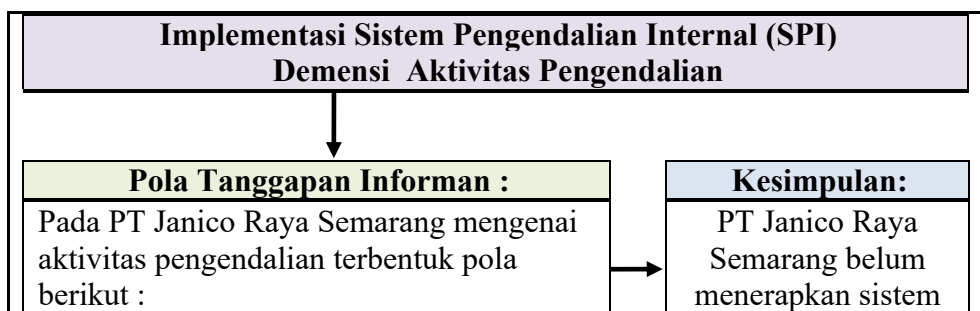 Implementasi Sistem Pengendalian Internal (SPI)
Demensi Aktivitas Pengendalian
Pola Tanggapan Informan :
Pada PT Janico Raya Semarang mengenai
aktivitas pengendalian terbentuk pola
berikut :
Kesimpulan:
PT Janico Raya
Semarang belum
menerapkan sistem